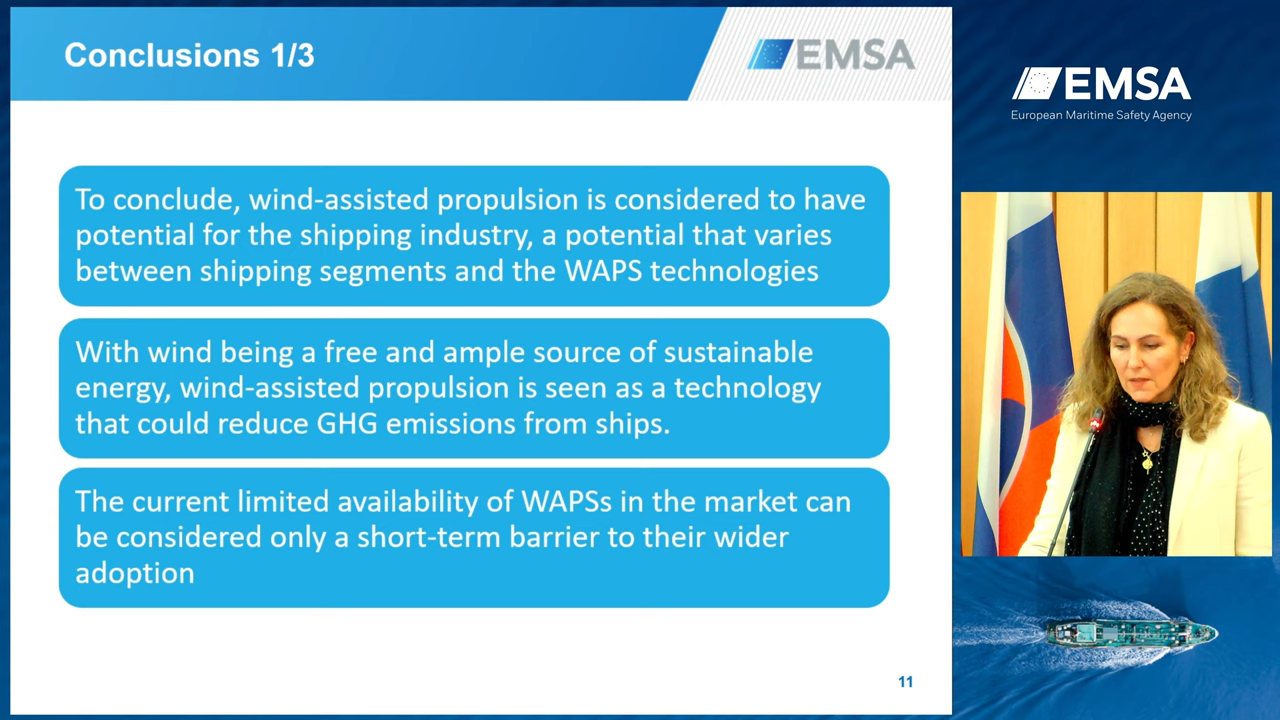 Conclusions 1/3
EMSA
To conclude, wind-assisted propulsion is considered to have
potential for the shipping industry, a potential that varies
between shipping segments and the WAPS technologies
With wind being a free and ample source of sustainable
energy, wind-assisted propulsion is seen as a technology
that could reduce GHG emissions from ships.
The current limited availability of WAPSs in the market can
be considered only a short-term barrier to their wider
adoption
11
EMSA
European Maritime Safety Agency